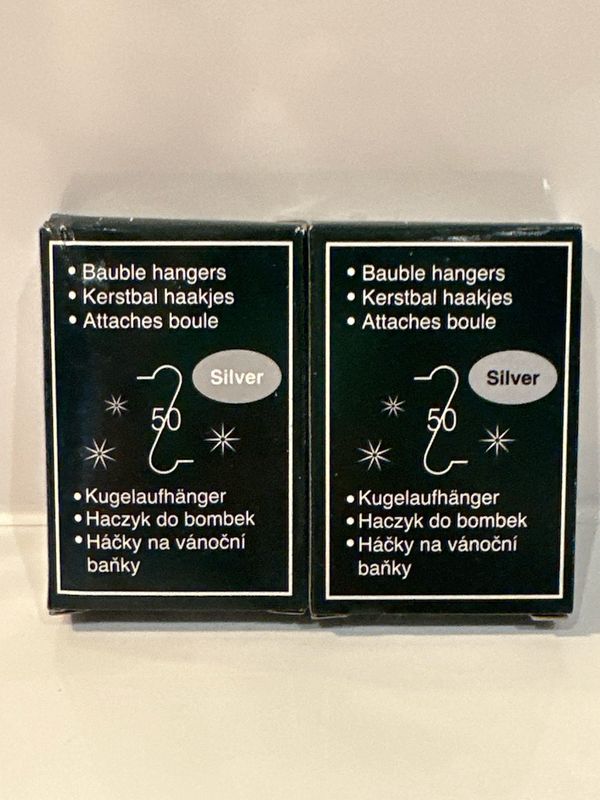 • Bauble hangers
• Kerstbal haakjes
• Attaches boule
Silver
50
• Kugelaufhänger
• Haczyk do bombek
• Háčky na vánoční
baňky
• Bauble hangers
• Kerstbal haakjes
• Attaches boule
Silver
50
• Kugelaufhänger
• Haczyk do bombek
• Háčky na vánoční
baňky